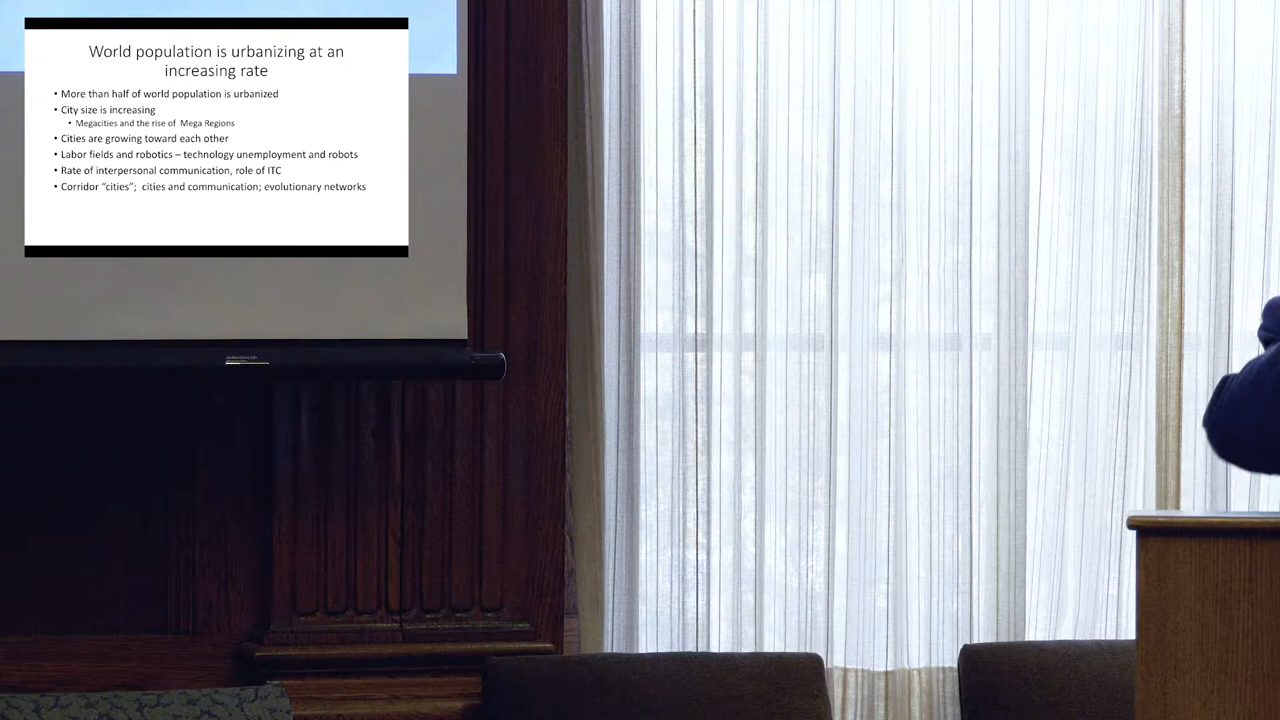 World population is urbanizing at an
increasing rate
• More than half of world population is urbanized
• City size is increasing
• Megacities and the rise of Mega Regions
• Cities are growing toward each other
• Labor fields and robotics – technology unemployment and robots
• Rate of interpersonal communication, role of ITC
• Corridor "cities"; cities and communication; evolutionary networks